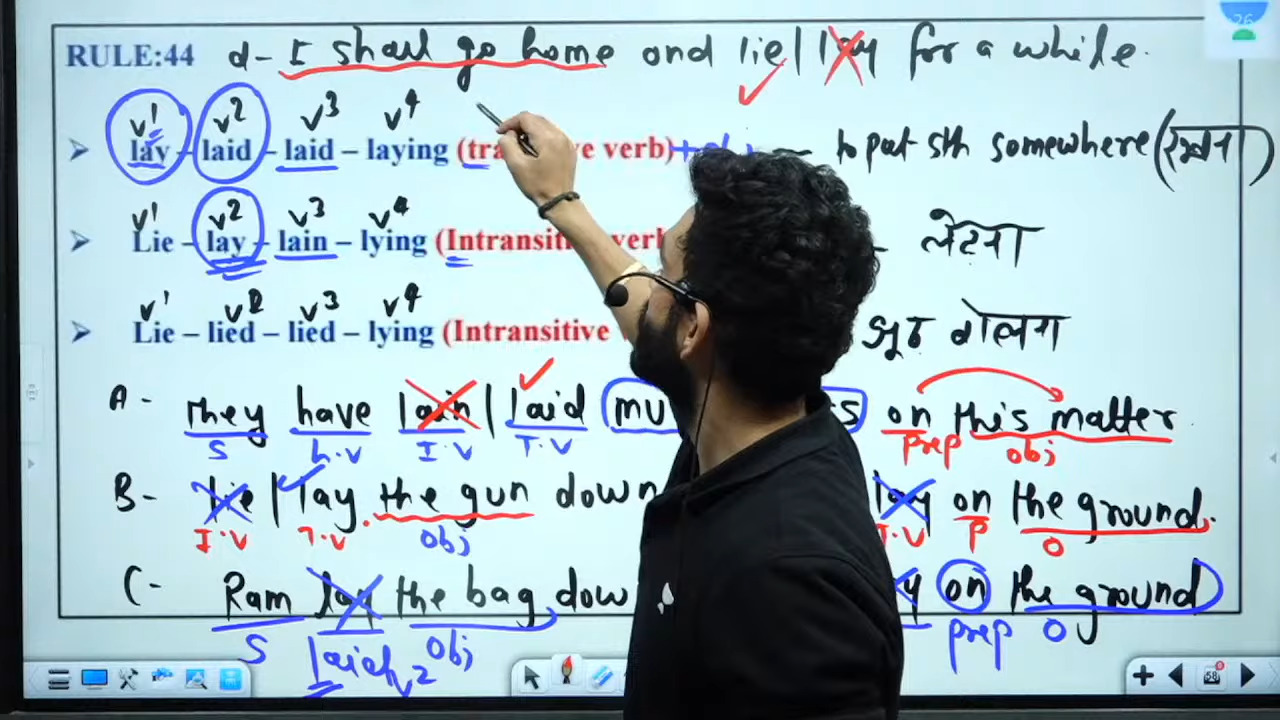 RULE:44 d- I shall go home and lie| lay for a while.
v1 v2 v3 v4
➤ lay – laid – laid – laying (tra ve verb)+obj – to put sth somewhere (रखना)
v1 v2 v3 v4
➤ Lie – lay – lain – lying (Intransiti verb - लेटना
v1 v2 v3 v4
➤ Lie – lied – lied – lying (Intransitive झूठ बोलना
A - They have lain | laid mu s on this matter
S h.v I.V T.V prep obj
B - lie | lay the gun down lay on the ground.
I.V T.V obj I.V P O
C- Ram lay the bag dow y on the ground
S laid v2 obj prep O
26
58